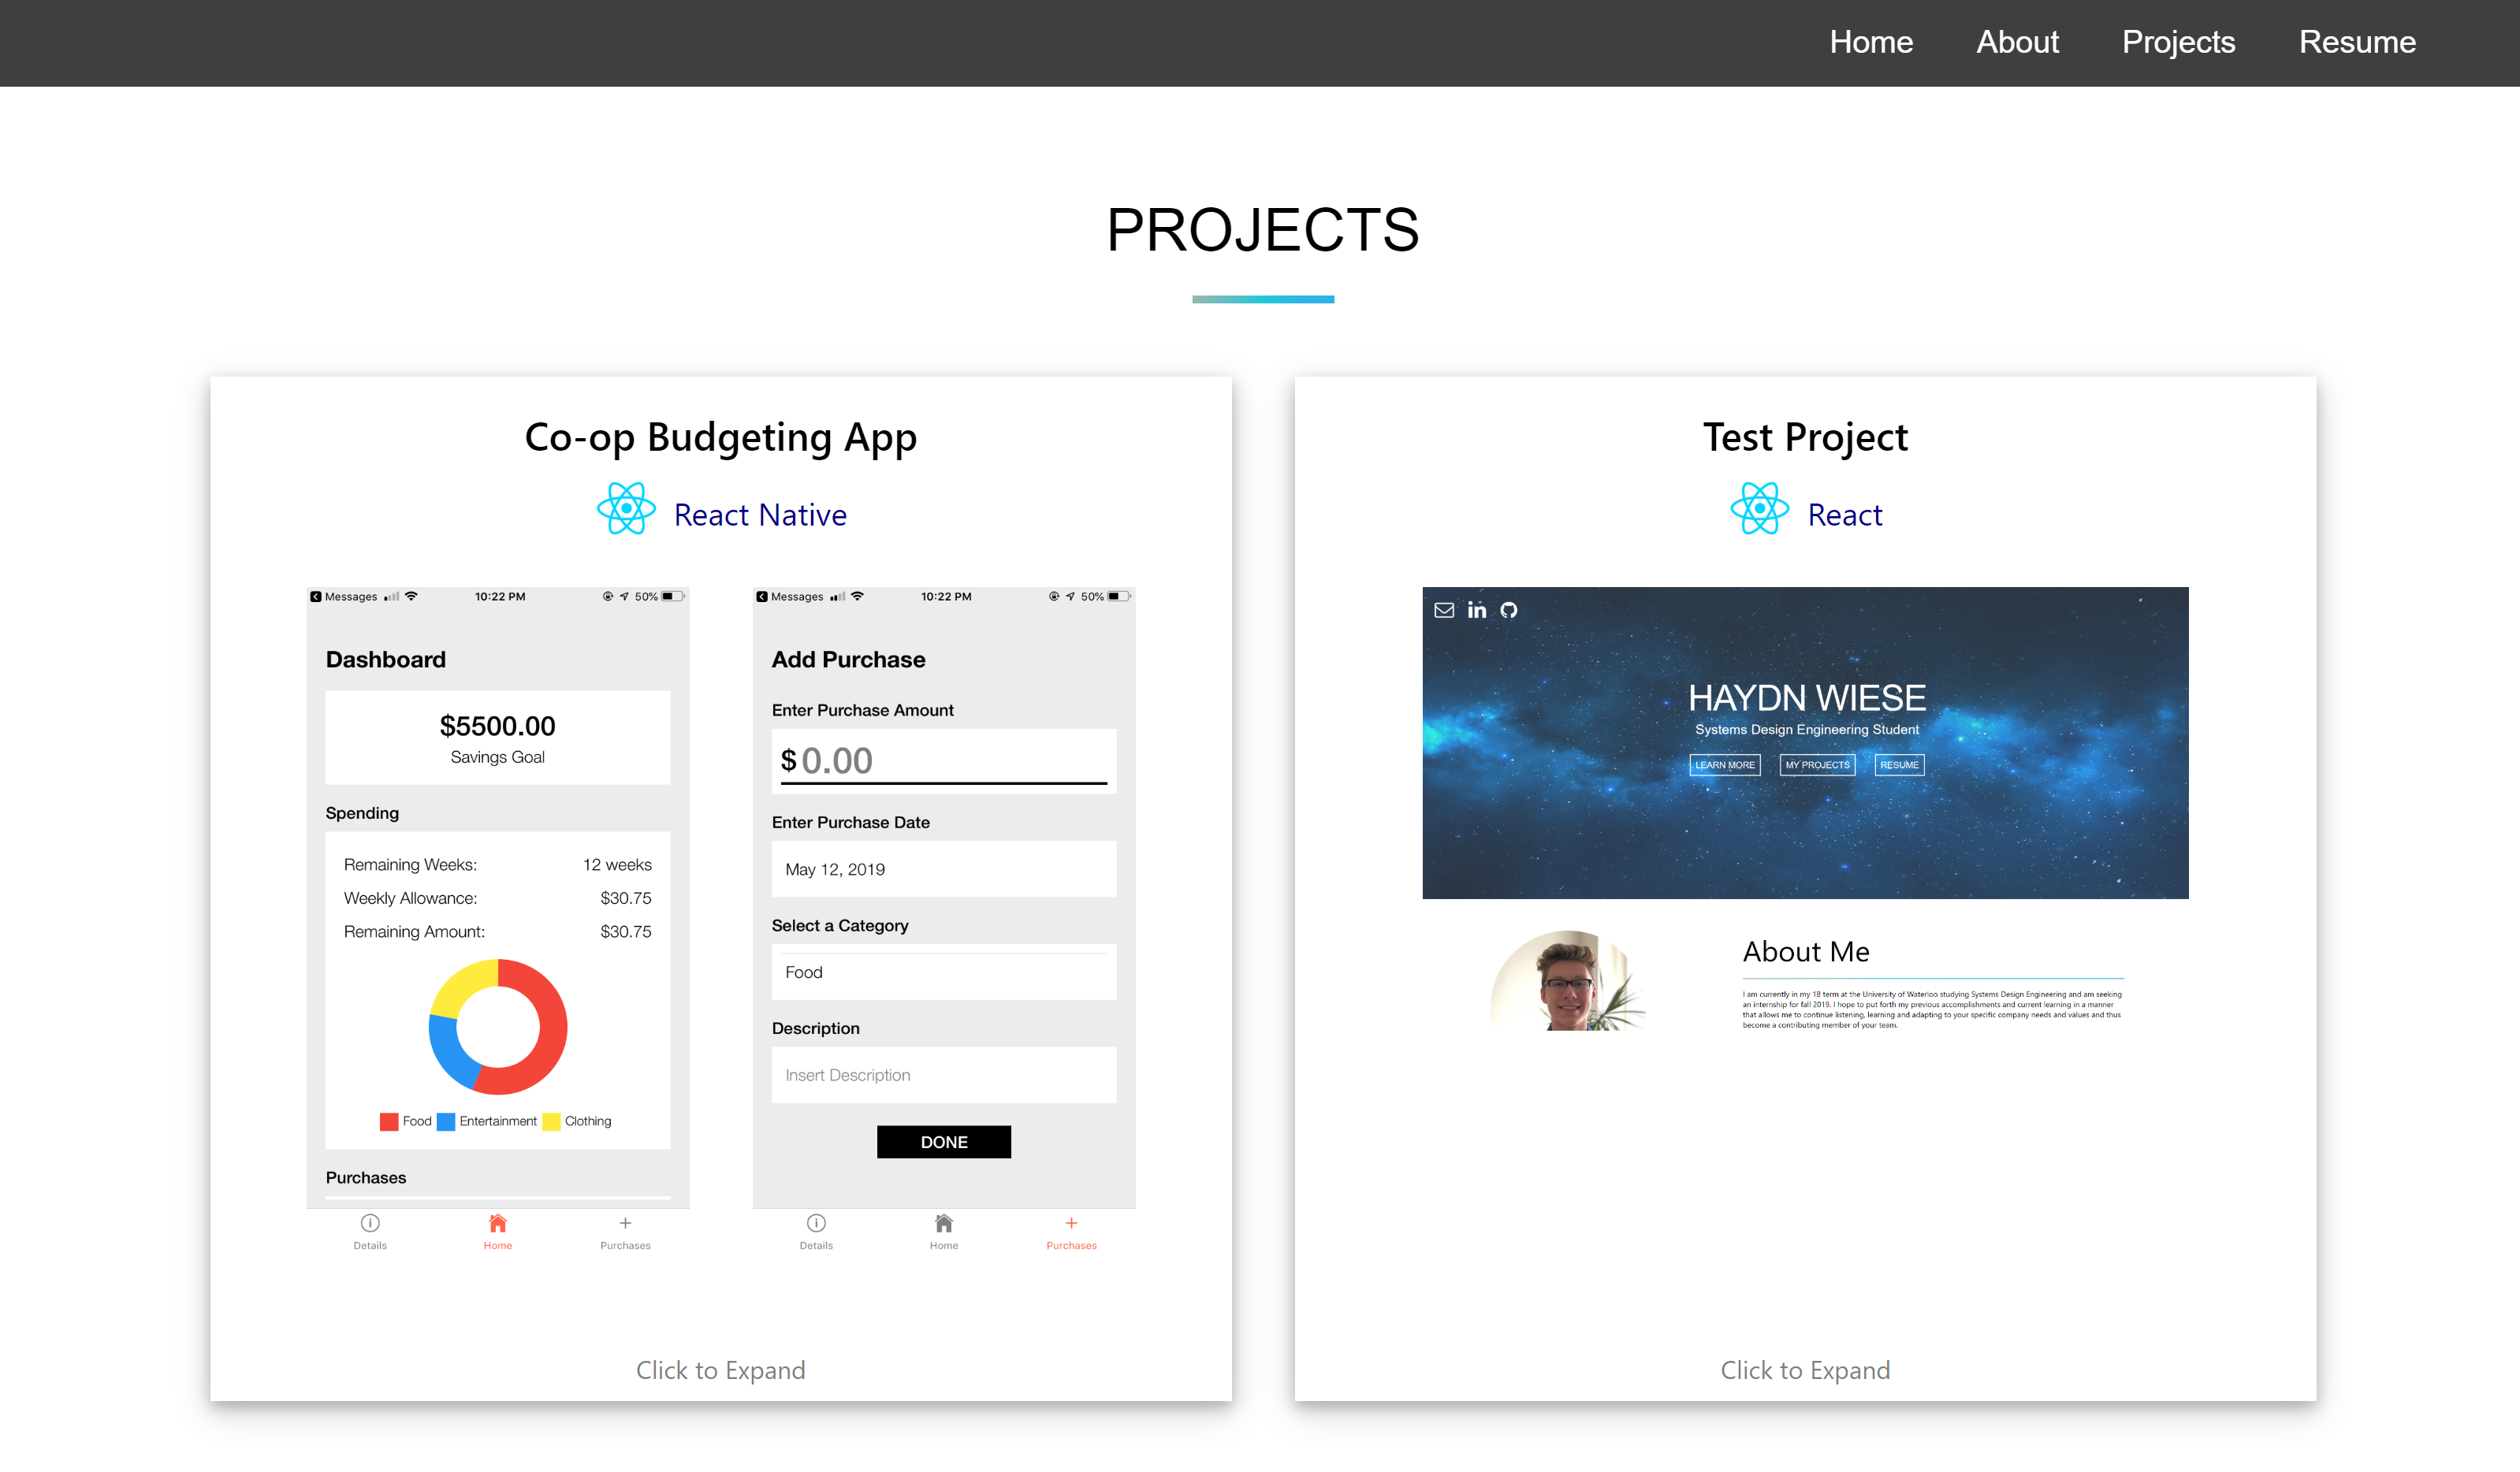 Home About Projects Resume
PROJECTS
Co-op Budgeting App
React Native
Messages 10:22 PM 50%
Dashboard
$5500.00
Savings Goal
Spending
Remaining Weeks: 12 weeks
Weekly Allowance: $30.75
Remaining Amount: $30.75
Food Entertainment Clothing
Purchases
Details Home Purchases
Messages 10:22 PM 50%
Add Purchase
Enter Purchase Amount
$ 0.00
Enter Purchase Date
May 12, 2019
Select a Category
Food
Description
Insert Description
DONE
Details Home Purchases
Click to Expand
Test Project
React
in
HAYDN WIESE
Systems Design Engineering Student
LEARN MORE MY PROJECTS RESUME
About Me
I am currently in my 1B term at the University of Waterloo studying Systems Design Engineering and am seeking
an internship for fall 2019. I hope to put forth my previous accomplishments and current learning in a manner
that allows me to continue listening, learning and adapting to your specific company needs and values and thus
become a contributing member of your team.
Click to Expand